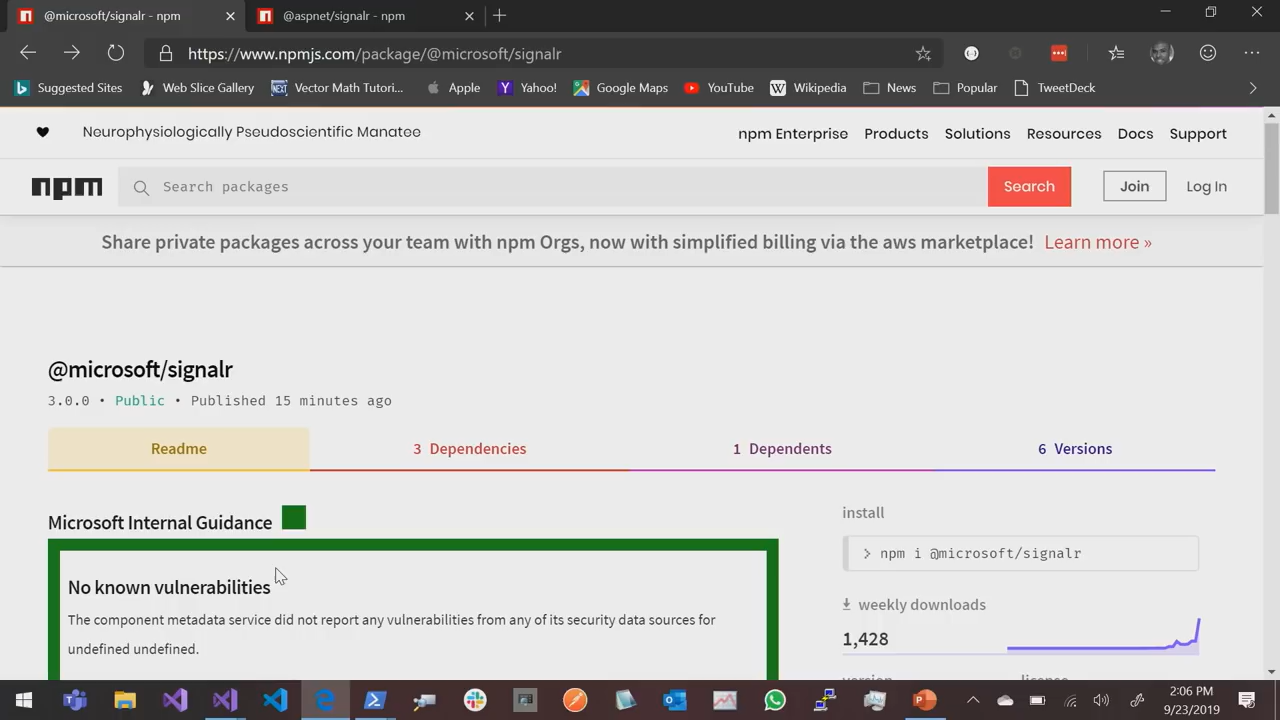 @microsoft/signalr - npm
@aspnet/signalr - npm
https://www.npmjs.com/package/@microsoft/signalr
Suggested Sites
Web Slice Gallery
Vector Math Tutori...
Apple
Yahoo!
Google Maps
YouTube
Wikipedia
News
Popular
TweetDeck
Neurophysiologically Pseudoscientific Manatee
npm Enterprise
Products
Solutions
Resources
Docs
Support
npm
Search packages
Search
Join
Log In
Share private packages across your team with npm Orgs, now with simplified billing via the aws marketplace! Learn more »
@microsoft/signalr
3.0.0 • Public • Published 15 minutes ago
Readme
3 Dependencies
1 Dependents
6 Versions
Microsoft Internal Guidance
No known vulnerabilities
The component metadata service did not report any vulnerabilities from any of its security data sources for
undefined undefined.
install
> npm i @microsoft/signalr
weekly downloads
1,428
2:06 PM
9/23/2019